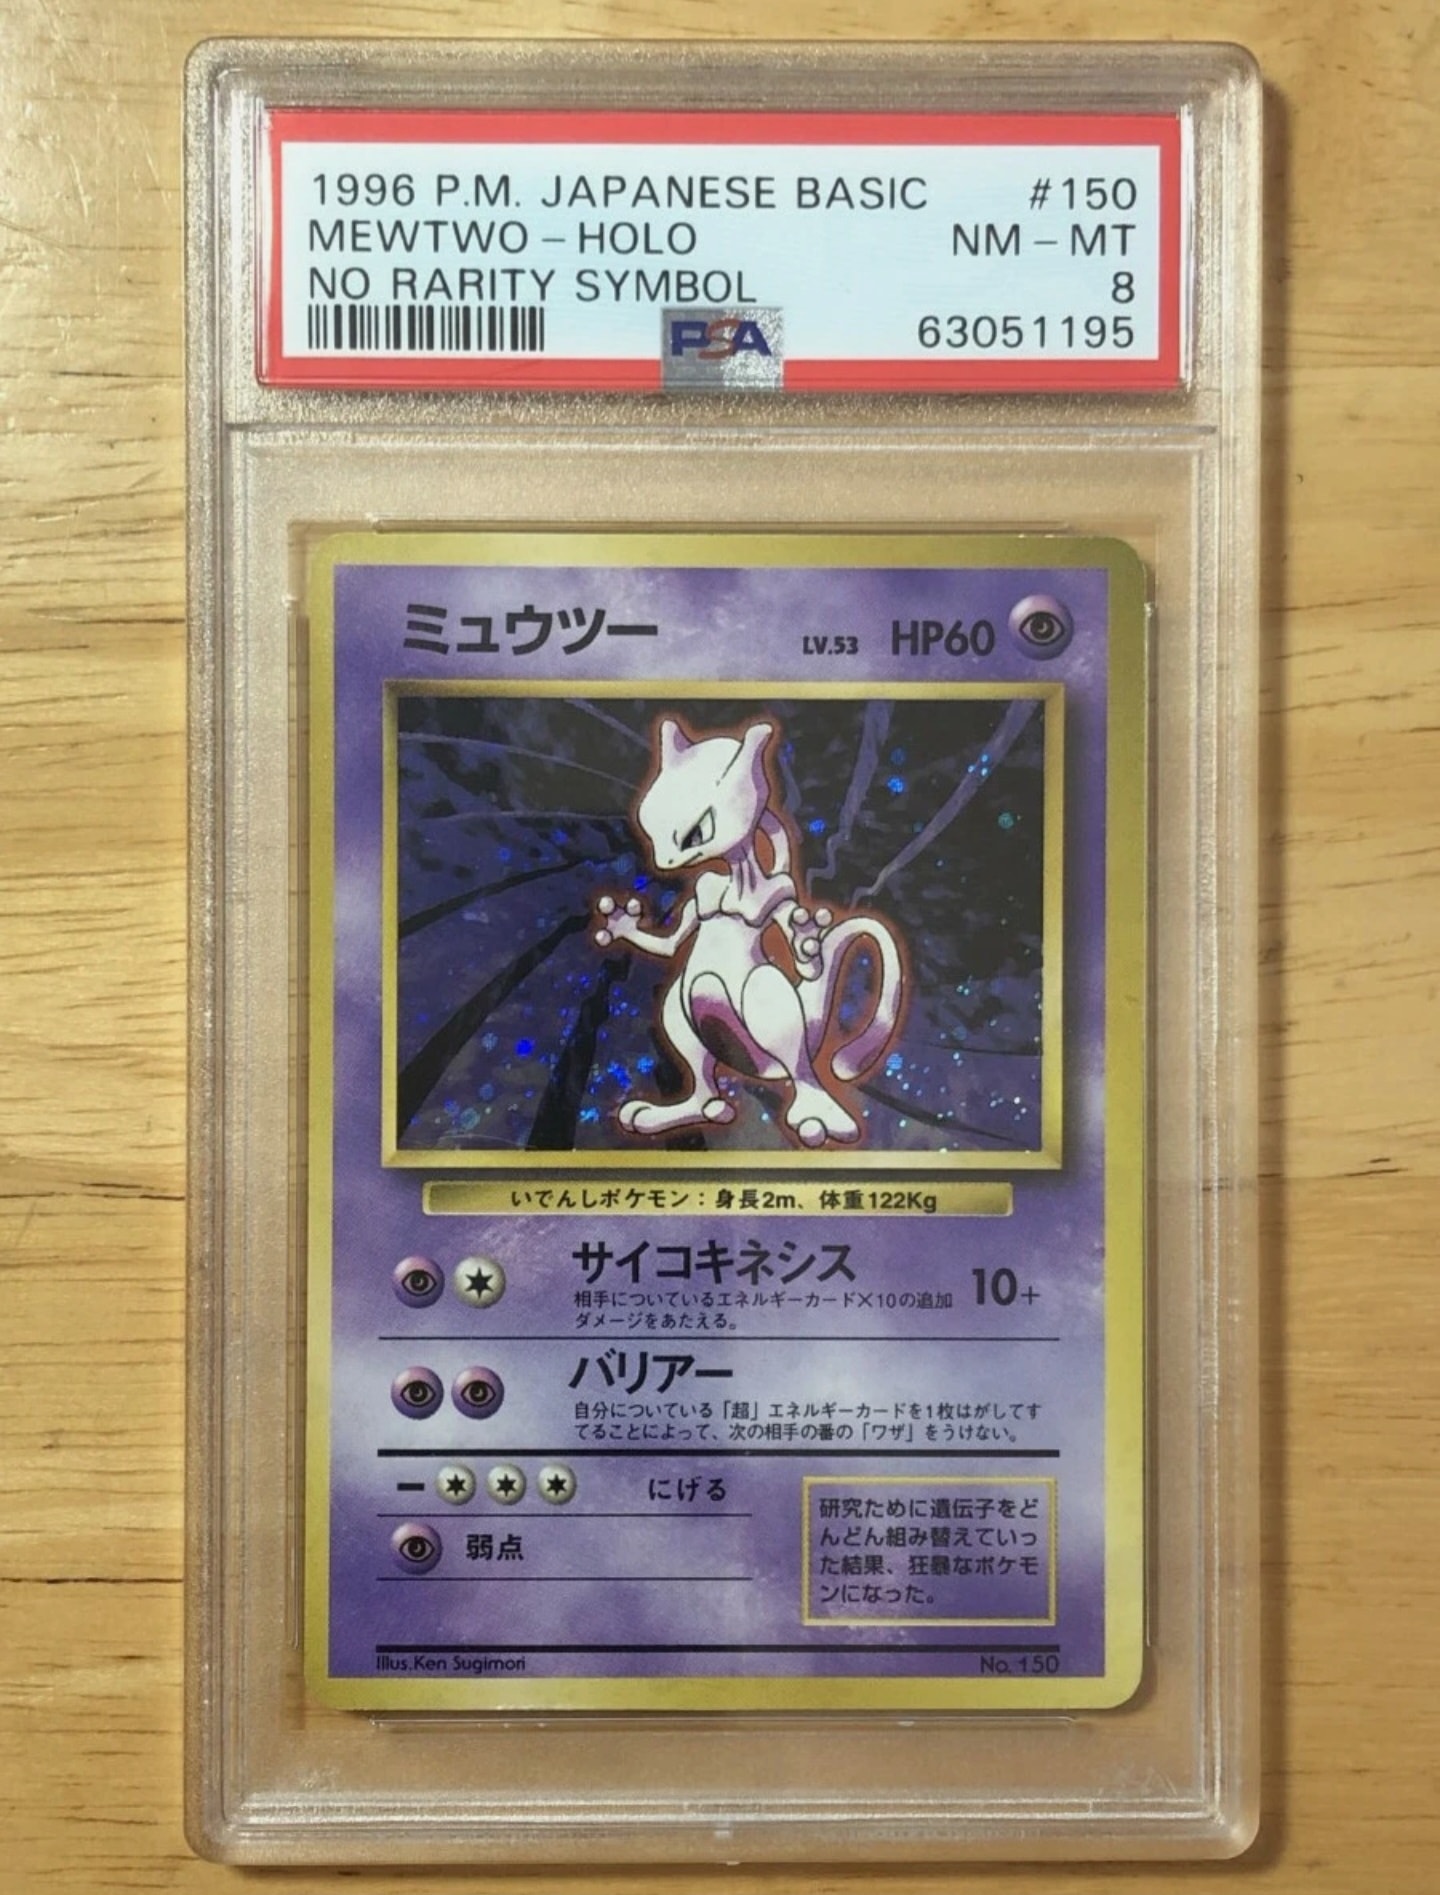 1996 P.M. JAPANESE BASIC #150
MEWTWO - HOLO NM - MT
NO RARITY SYMBOL 8
PSA 63051195
ミュウツー LV.53 HP60
いでんしポケモン：身長2m、体重122Kg
サイコキネシス 10+
相手についているエネルギーカード×10の追加
ダメージをあたえる。
バリアー
自分についている「超」エネルギーカードを1枚はがしてす
てることによって、次の相手の番の「ワザ」をうけない。
にげる
弱点
研究ために遺伝子をど
んどん組み替えていっ
た結果、狂暴なポケモ
ンになった。
Illus.Ken Sugimori No. 150